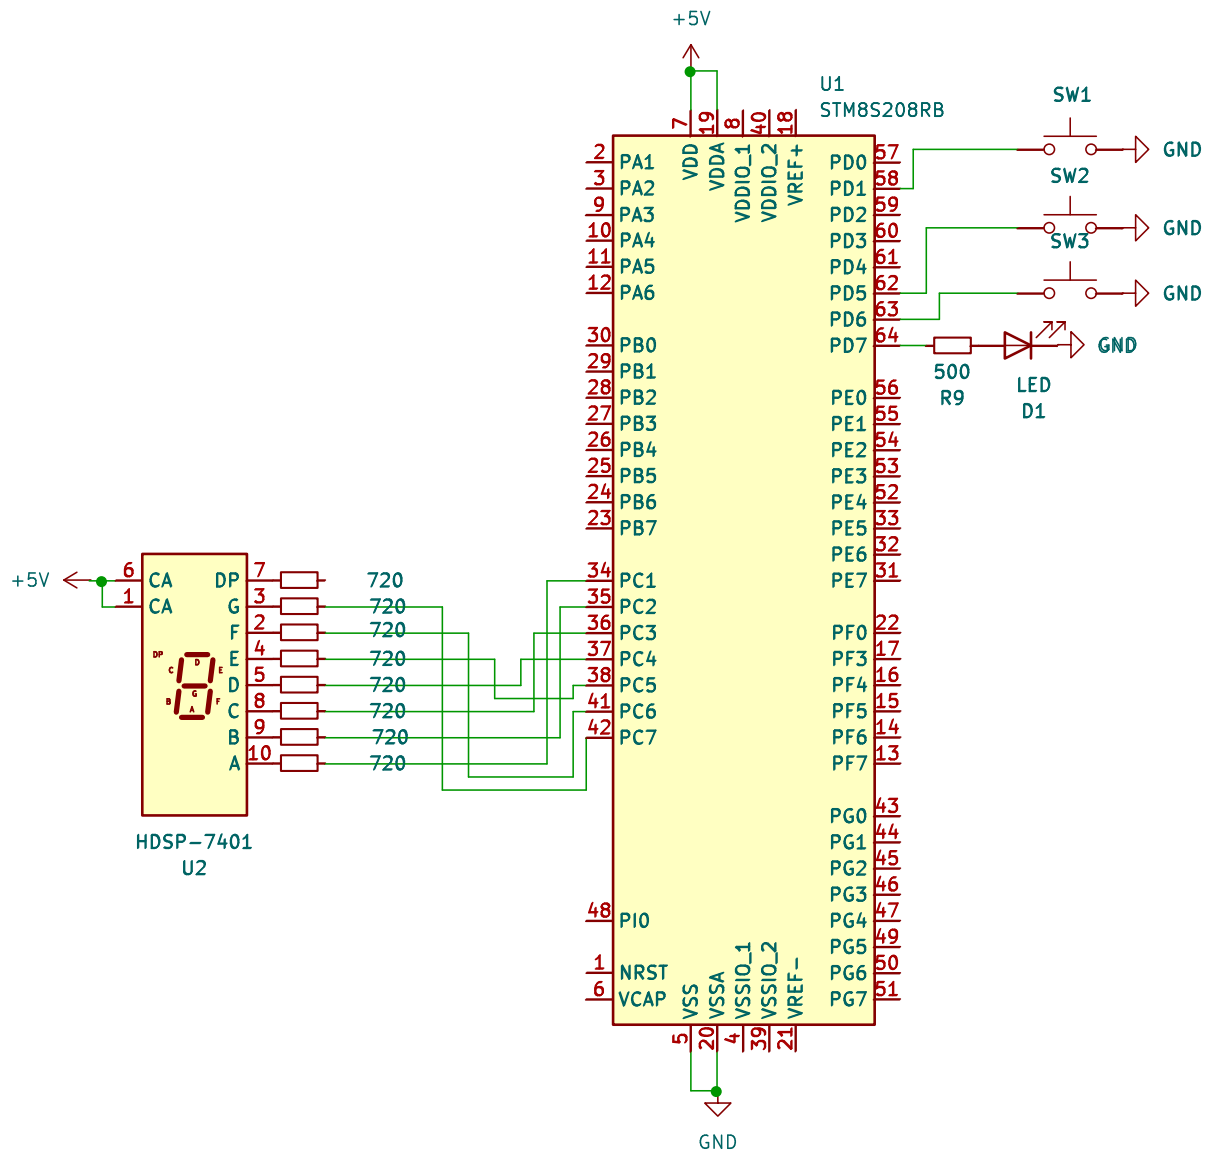 +5V
U1
STM8S208RB
7 19 8 40 18
VDD VDDA VDDIO_1 VDDIO_2 VREF+
2 PA1
3 PA2
9 PA3
10 PA4
11 PA5
12 PA6
30 PB0
29 PB1
28 PB2
27 PB3
26 PB4
25 PB5
24 PB6
23 PB7
34 PC1
35 PC2
36 PC3
37 PC4
38 PC5
41 PC6
42 PC7
48 PI0
1 NRST
6 VCAP
PD0 57
PD1 58
PD2 59
PD3 60
PD4 61
PD5 62
PD6 63
PD7 64
PE0 56
PE1 55
PE2 54
PE3 53
PE4 52
PE5 33
PE6 32
PE7 31
PF0 22
PF3 17
PF4 16
PF5 15
PF6 14
PF7 13
PG0 43
PG1 44
PG2 45
PG3 46
PG4 47
PG5 49
PG6 50
PG7 51
VSS VSSA VSSIO_1 VSSIO_2 VREF-
5 20 4 39 21
GND
SW1
GND
SW2
GND
SW3
GND
500
R9
LED
D1
GND
+5V
6 CA
1 CA
DP 7 720
G 3 720
F 2 720
E 4 720
D 5 720
C 8 720
B 9 720
A 10 720
DP
D
C E
G
B F
A
HDSP-7401
U2